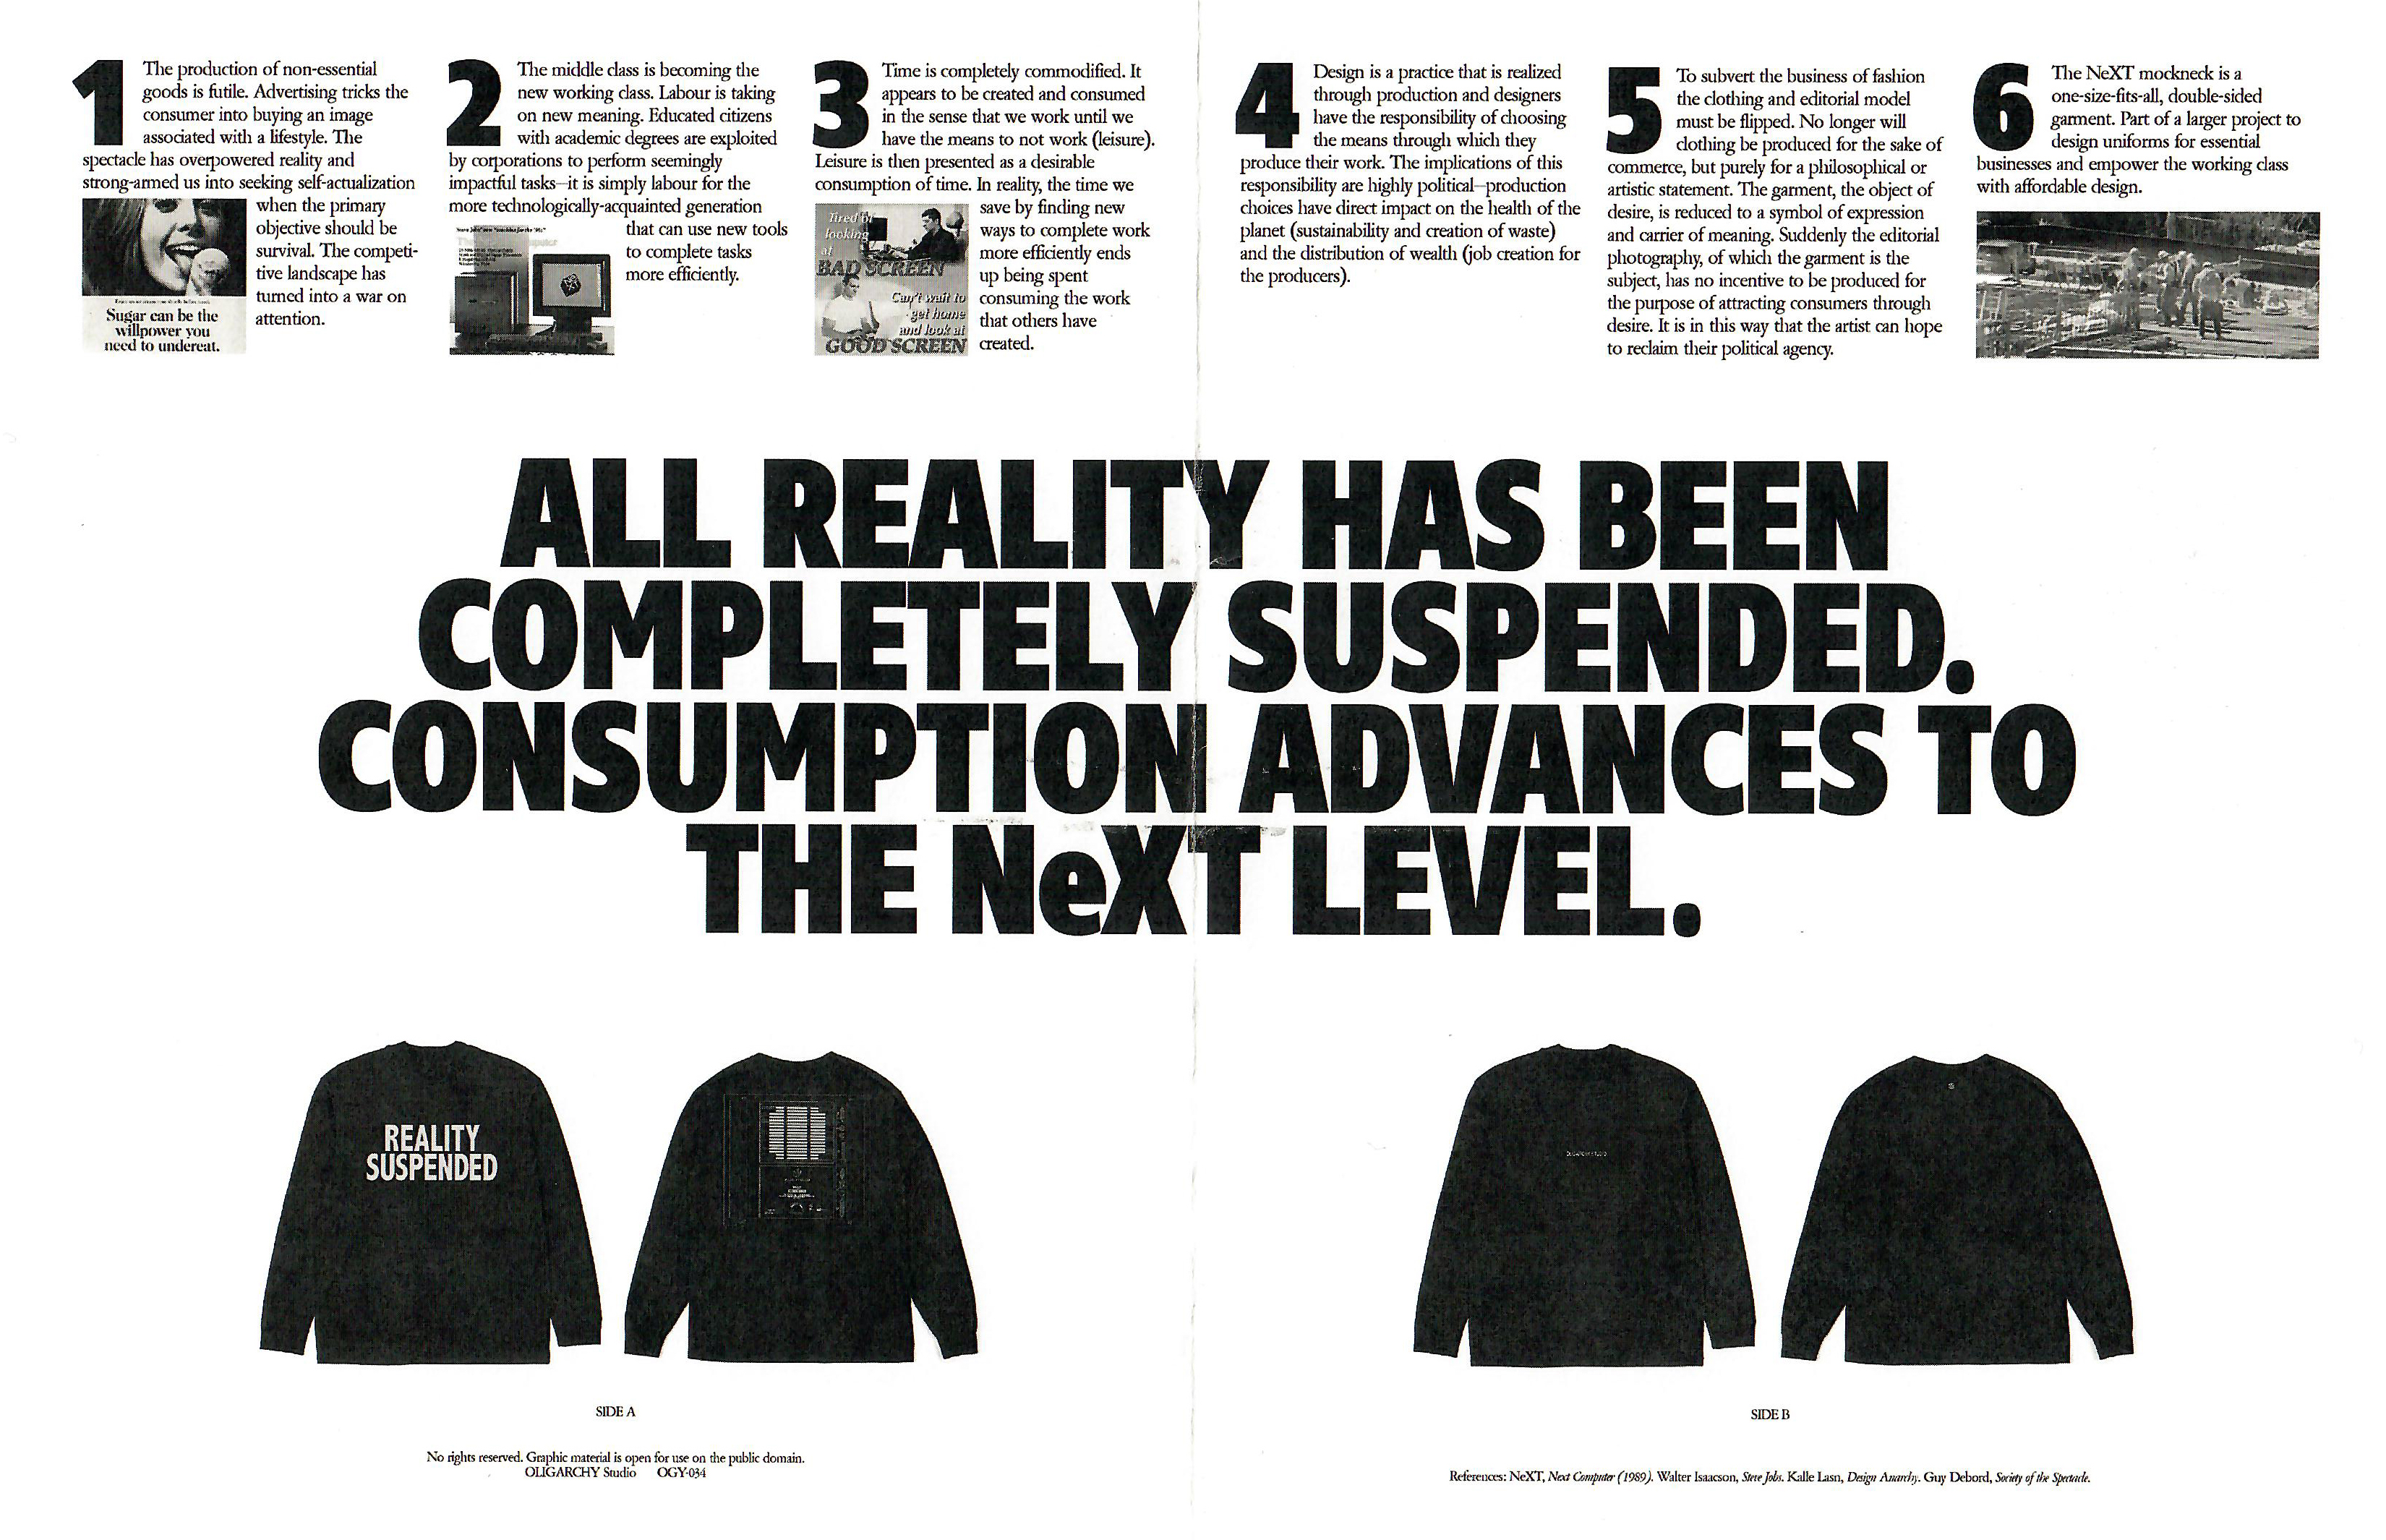 1
The production of non-essential
goods is futile. Advertising tricks the
consumer into buying an image
associated with a lifestyle. The
spectacle has overpowered reality and
strong-armed us into seeking self-actualization
when the primary
objective should be
survival. The competi-
tive landscape has
turned into a war on
attention.
Sugar can be the
willpower you
need to undereat.
2
The middle class is becoming the
new working class. Labour is taking
on new meaning. Educated citizens
with academic degrees are exploited
by corporations to perform seemingly
impactful tasks—it is simply labour for the
more technologically-acquainted generation
that can use new tools
to complete tasks
more efficiently.
3
Time is completely commodified. It
appears to be created and consumed
in the sense that we work until we
have the means to not work (leisure).
Leisure is then presented as a desirable
consumption of time. In reality, the time we
save by finding new
ways to complete work
more efficiently ends
up being spent
consuming the work
that others have
created.
Tired of
looking
at
BAD SCREEN
Can't wait to
get home
and look at
GOOD SCREEN
4
Design is a practice that is realized
through production and designers
have the responsibility of choosing
the means through which they
produce their work. The implications of this
responsibility are highly political—production
choices have direct impact on the health of the
planet (sustainability and creation of waste)
and the distribution of wealth (job creation for
the producers).
5
To subvert the business of fashion
the clothing and editorial model
must be flipped. No longer will
clothing be produced for the sake of
commerce, but purely for a philosophical or
artistic statement. The garment, the object of
desire, is reduced to a symbol of expression
and carrier of meaning. Suddenly the editorial
photography, of which the garment is the
subject, has no incentive to be produced for
the purpose of attracting consumers through
desire. It is in this way that the artist can hope
to reclaim their political agency.
6
The NeXT mockneck is a
one-size-fits-all, double-sided
garment. Part of a larger project to
design uniforms for essential
businesses and empower the working class
with affordable design.
ALL REALITY HAS BEEN
COMPLETELY SUSPENDED.
CONSUMPTION ADVANCES TO
THE NeXT LEVEL.
REALITY
SUSPENDED
SIDE A
SIDE B
No rights reserved. Graphic material is open for use on the public domain.
OLIGARCHY Studio OGY-034
References: NeXT, Next Computer (1989). Walter Isaacson, Steve Jobs. Kalle Lasn, Design Anarchy. Guy Debord, Society of the Spectacle.